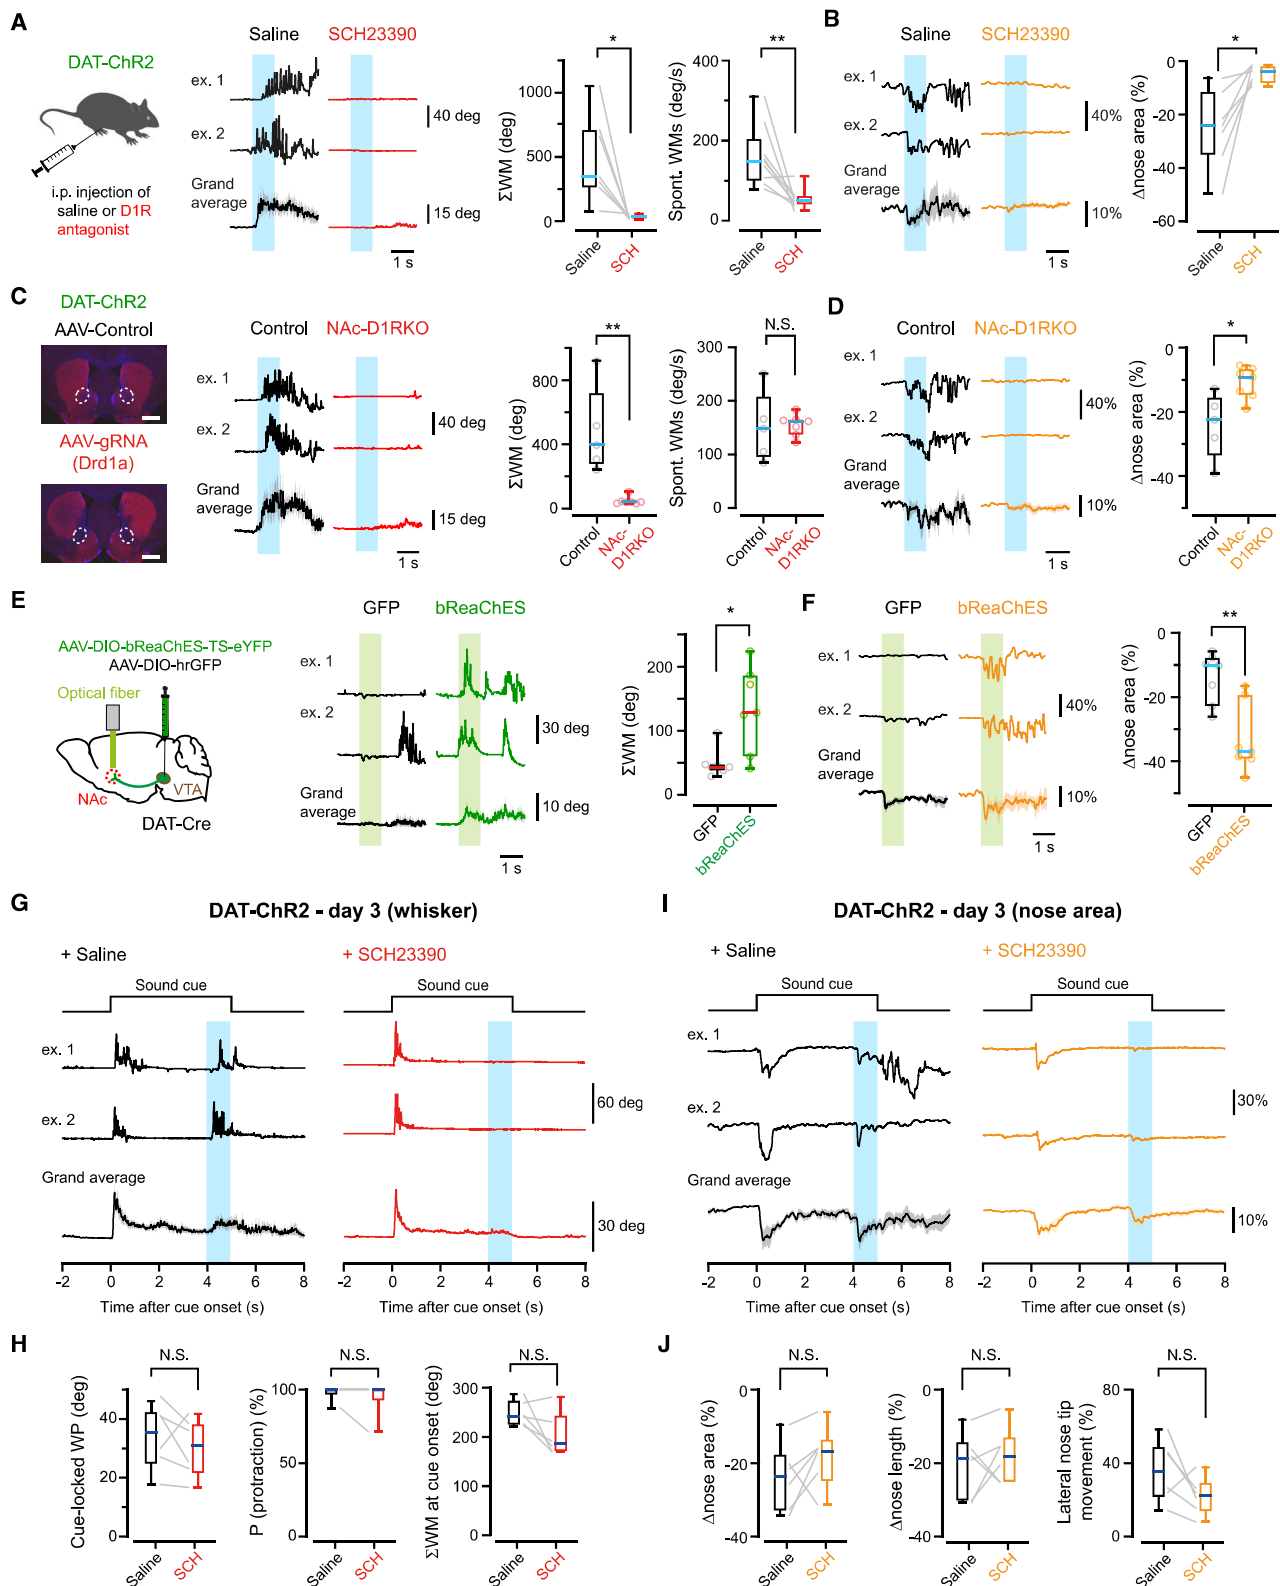 A
DAT-ChR2
i.p. injection of
saline or D1R
antagonist
Saline
SCH23390
ex. 1
ex. 2
Grand
average
40 deg
15 deg
1 s
*
ΣWM (deg)
1000
500
0
Saline
SCH
**
Spont. WMs (deg/s)
400
200
0
Saline
SCH
B
Saline
SCH23390
ex. 1
ex. 2
Grand
average
40%
10%
1 s
*
Δnose area (%)
0
-20
-40
-60
Saline
SCH
C
DAT-ChR2
AAV-Control
AAV-gRNA
(Drd1a)
Control
NAc-D1RKO
ex. 1
ex. 2
Grand
average
40 deg
15 deg
1 s
**
ΣWM (deg)
800
400
0
Control
NAc-
D1RKO
N.S.
Spont. WMs (deg/s)
300
200
100
0
Control
NAc-
D1RKO
D
Control
NAc-D1RKO
ex. 1
ex. 2
Grand
average
40%
10%
1 s
*
Δnose area (%)
0
-20
-40
Control
NAc-
D1RKO
E
AAV-DIO-bReaChES-TS-eYFP
AAV-DIO-hrGFP
Optical fiber
NAc
VTA
DAT-Cre
GFP
bReaChES
ex. 1
ex. 2
Grand
average
30 deg
10 deg
1 s
*
ΣWM (deg)
200
100
0
GFP
bReaChES
F
GFP
bReaChES
ex. 1
ex. 2
Grand
average
40%
10%
1 s
**
Δnose area (%)
0
-20
-40
GFP
bReaChES
G
DAT-ChR2 - day 3 (whisker)
+ Saline
+ SCH23390
Sound cue
Sound cue
ex. 1
ex. 2
Grand average
60 deg
30 deg
-2 0 2 4 6 8
-2 0 2 4 6 8
Time after cue onset (s)
Time after cue onset (s)
I
DAT-ChR2 - day 3 (nose area)
+ Saline
+ SCH23390
Sound cue
Sound cue
ex. 1
ex. 2
Grand average
30%
10%
-2 0 2 4 6 8
-2 0 2 4 6 8
Time after cue onset (s)
Time after cue onset (s)
H
N.S.
Cue-locked WP (deg)
40
20
0
Saline
SCH
N.S.
P (protraction) (%)
100
0
Saline
SCH
N.S.
ΣWM at cue onset (deg)
300
200
0
Saline
SCH
J
N.S.
Δnose area (%)
0
-20
-40
Saline
SCH
N.S.
Δnose length (%)
0
-20
-40
Saline
SCH
N.S.
Lateral nose tip
movement (%)
80
40
0
Saline
SCH